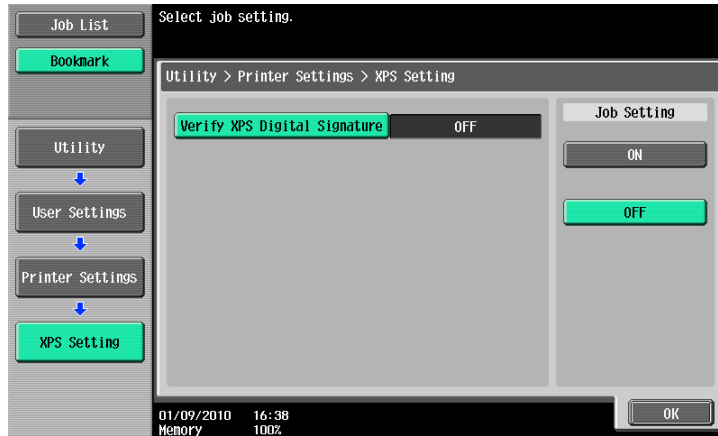 Job List
Bookmark
Utility
User Settings
Printer Settings
XPS Setting
Select job setting.
Utility > Printer Settings > XPS Setting
Verify XPS Digital Signature OFF
Job Setting
ON
OFF
01/09/2010 16:38
Memory 100%
OK